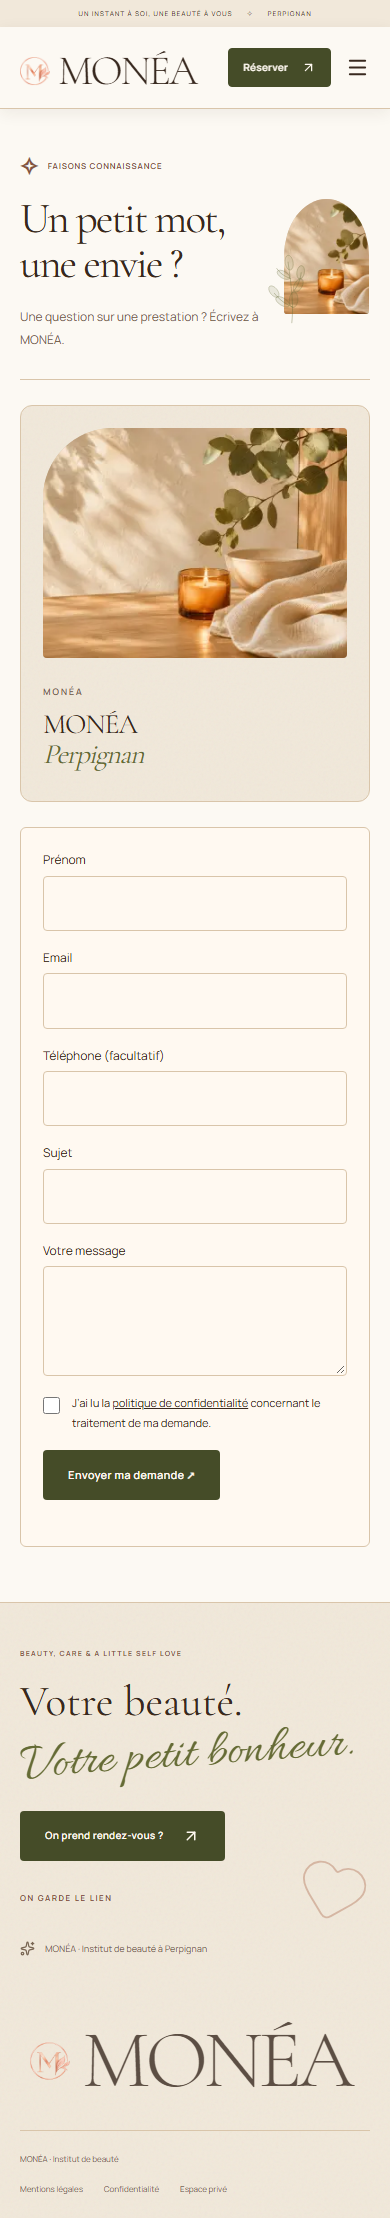 UN INSTANT À SOI, UNE BEAUTÉ À VOUS ✧ PERPIGNAN
MONÉA
Réserver
FAISONS CONNAISSANCE
Un petit mot,
une envie ?
Une question sur une prestation ? Écrivez à
MONÉA.
MONÉA
MONÉA
Perpignan
Prénom
Email
Téléphone (facultatif)
Sujet
Votre message
J'ai lu la politique de confidentialité concernant le
traitement de ma demande.
Envoyer ma demande ↗
BEAUTY, CARE & A LITTLE SELF LOVE
Votre beauté.
Votre petit bonheur.
On prend rendez-vous ?
ON GARDE LE LIEN
MONÉA · Institut de beauté à Perpignan
MONÉA
MONÉA · Institut de beauté
Mentions légales Confidentialité Espace privé